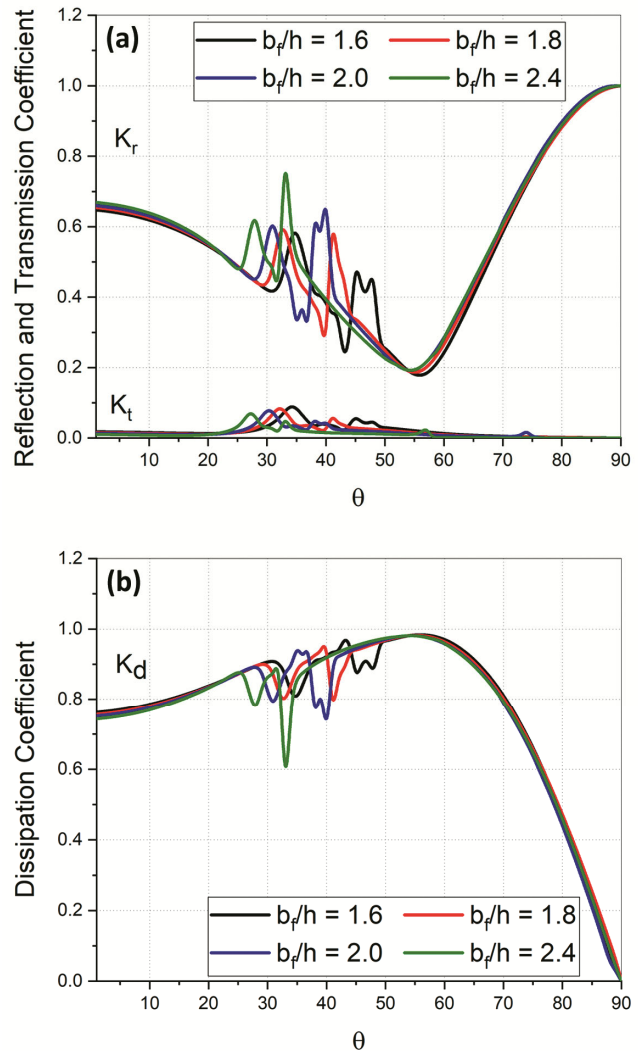 (a)
b_f/h = 1.6 b_f/h = 1.8
b_f/h = 2.0 b_f/h = 2.4
K_r
K_t
1.2
1.0
0.8
0.6
0.4
0.2
0.0
10 20 30 40 50 60 70 80 90
θ
Reflection and Transmission Coefficient
(b)
K_d
1.2
1.0
0.8
0.6
0.4
0.2
0.0
b_f/h = 1.6 b_f/h = 1.8
b_f/h = 2.0 b_f/h = 2.4
10 20 30 40 50 60 70 80 90
θ
Dissipation Coefficient